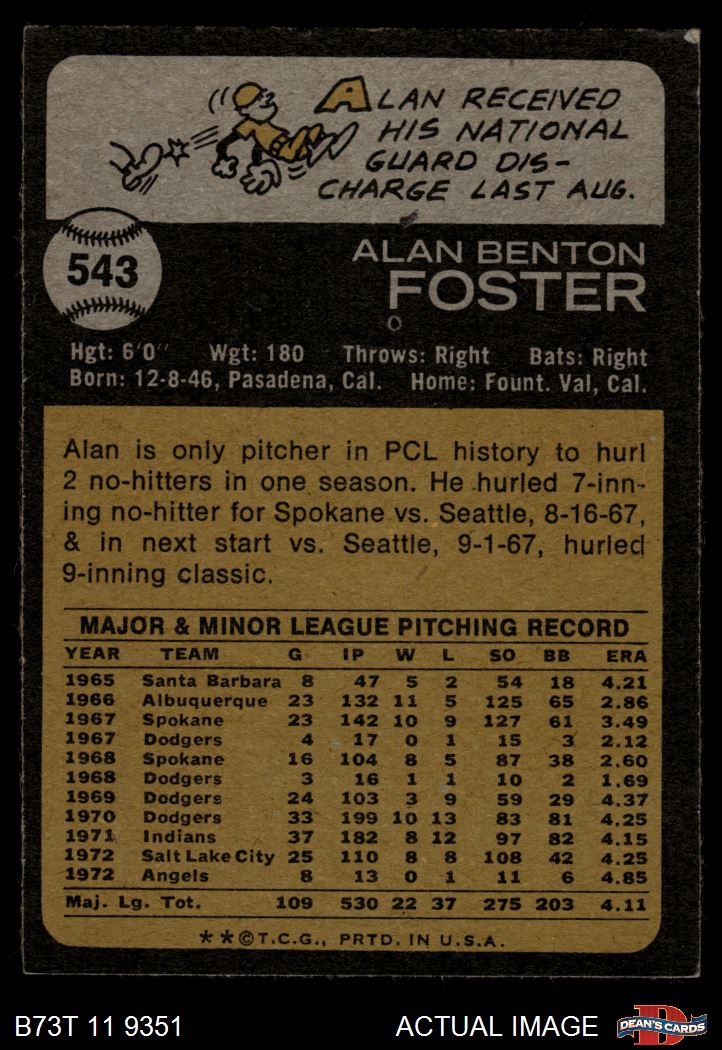 ALAN RECEIVED
HIS NATIONAL
GUARD DIS-
CHARGE LAST AUG.
543
ALAN BENTON
FOSTER
Hgt: 6'0" Wgt: 180 Throws: Right Bats: Right
Born: 12-8-46, Pasadena, Cal. Home: Fount. Val, Cal.
Alan is only pitcher in PCL history to hurl
2 no-hitters in one season. He hurled 7-inn-
ing no-hitter for Spokane vs. Seattle, 8-16-67,
& in next start vs. Seattle, 9-1-67, hurled
9-inning classic.
MAJOR & MINOR LEAGUE PITCHING RECORD
YEAR TEAM G IP W L SO BB ERA
1965 Santa Barbara 8 47 5 2 54 18 4.21
1966 Albuquerque 23 132 11 5 125 65 2.86
1967 Spokane 23 142 10 9 127 61 3.49
1967 Dodgers 4 17 0 1 15 3 2.12
1968 Spokane 16 104 8 5 87 38 2.60
1968 Dodgers 3 16 1 1 10 2 1.69
1969 Dodgers 24 103 3 9 59 29 4.37
1970 Dodgers 33 199 10 13 83 81 4.25
1971 Indians 37 182 8 12 97 82 4.15
1972 Salt Lake City 25 110 8 8 108 42 4.25
1972 Angels 8 13 0 1 11 6 4.85
Maj. Lg. Tot. 109 530 22 37 275 203 4.11
**©T.C.G., PRTD. IN U.S.A.
B73T 11 9351 ACTUAL IMAGE DEAN'S CARDS